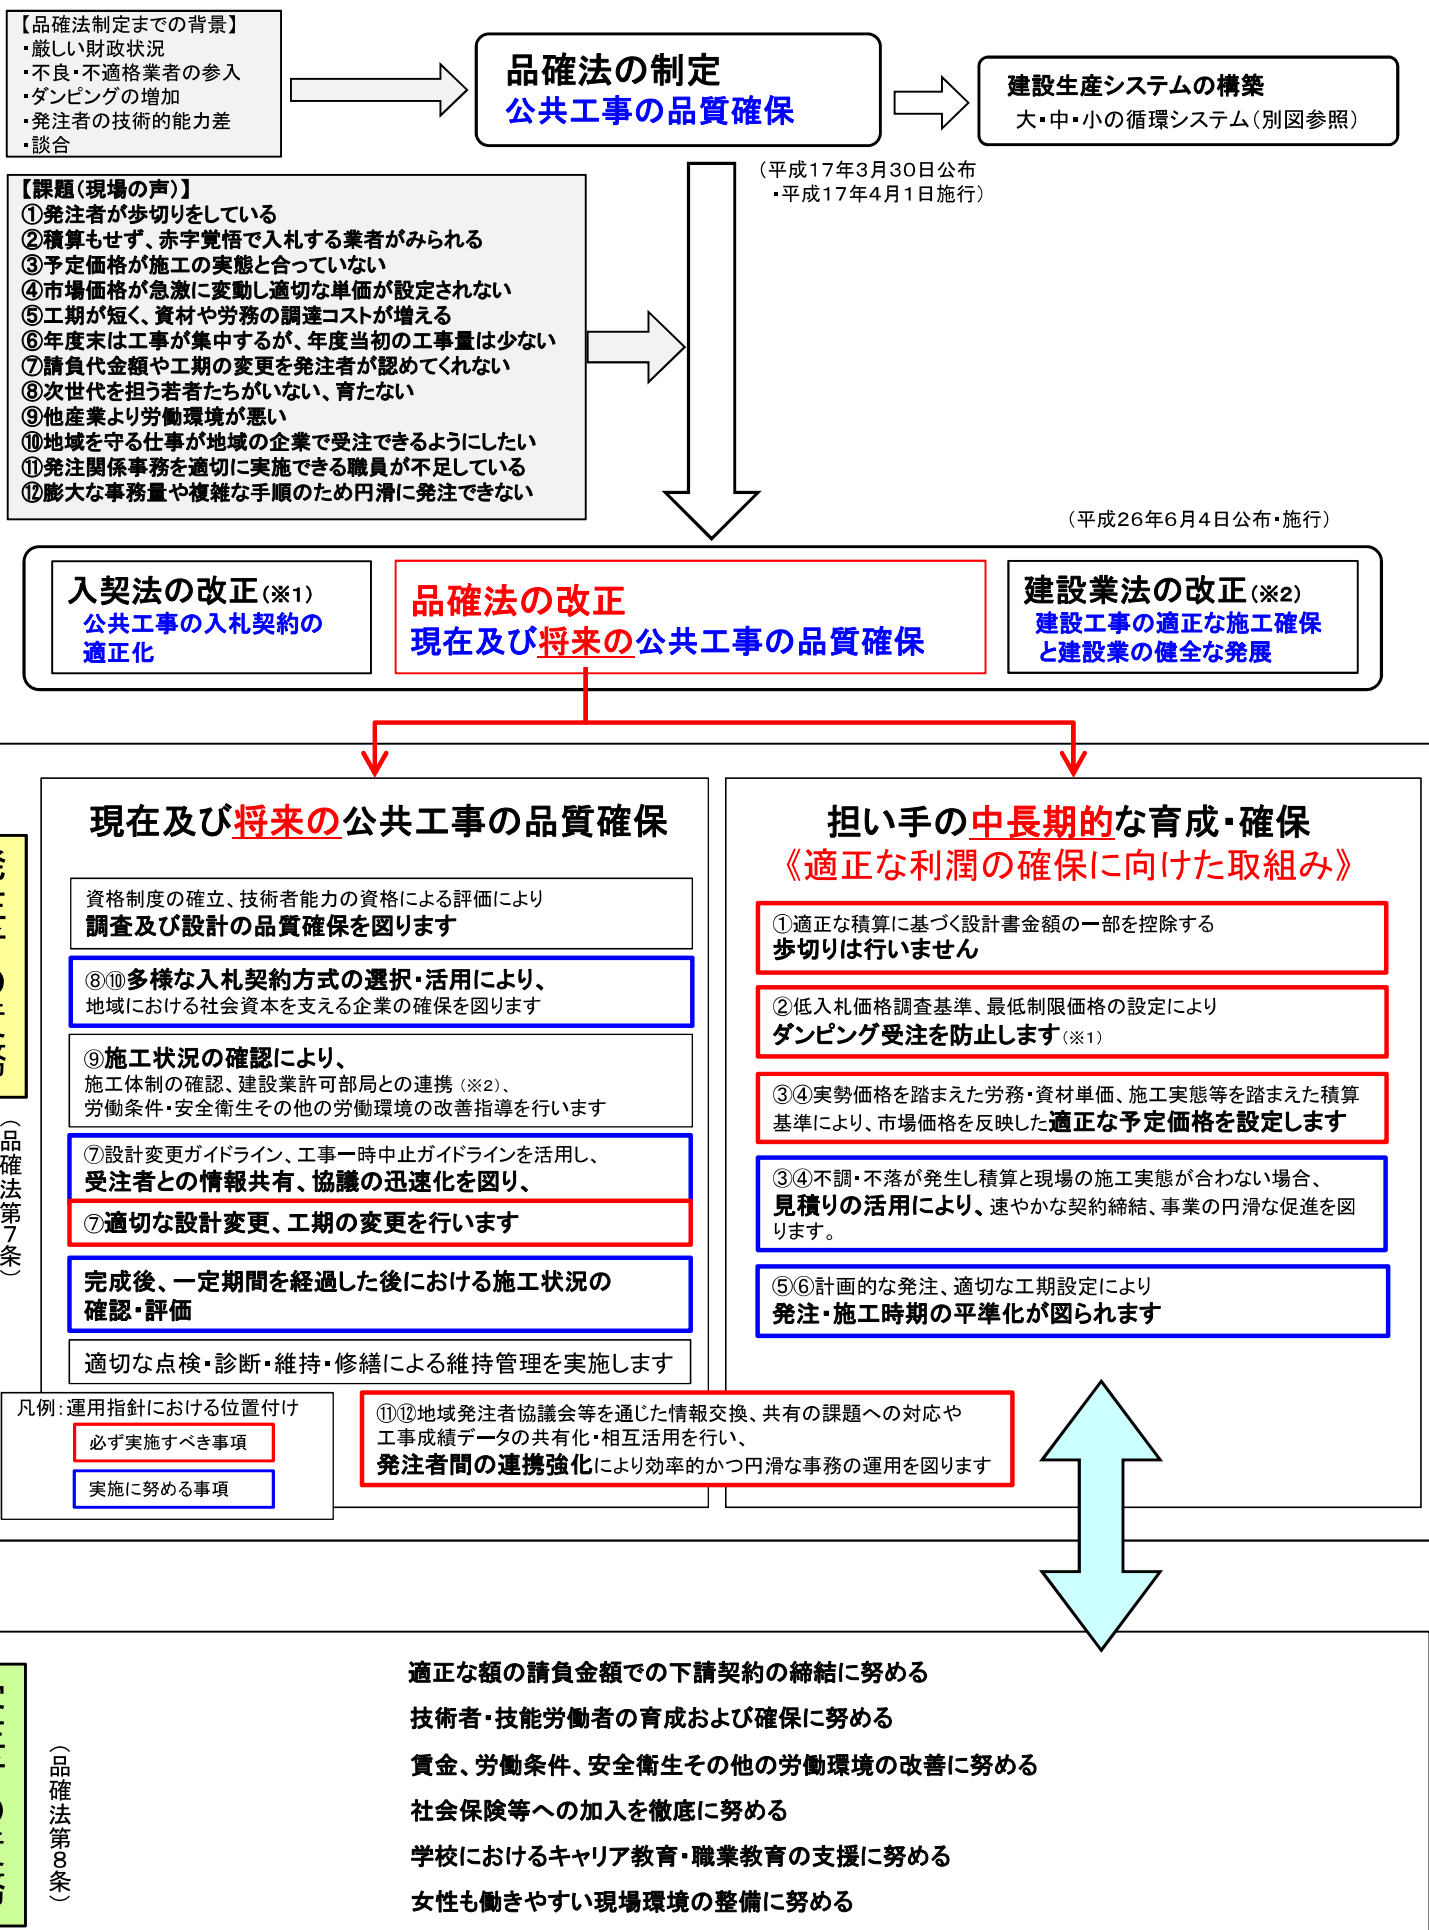 【品確法制定までの背景】
・厳しい財政状況
・不良・不適格業者の参入
・ダンピングの増加
・発注者の技術的能力差
・談合
品確法の制定
公共工事の品質確保
建設生産システムの構築
大・中・小の循環システム（別図参照）
（平成17年3月30日公布
・平成17年4月1日施行）
【課題（現場の声）】
①発注者が歩切りをしている
②積算もせず、赤字覚悟で入札する業者がみられる
③予定価格が施工の実態と合っていない
④市場価格が急激に変動し適切な単価が設定されない
⑤工期が短く、資材や労務の調達コストが増える
⑥年度末は工事が集中するが、年度当初の工事量は少ない
⑦請負代金額や工期の変更を発注者が認めてくれない
⑧次世代を担う若者たちがいない、育たない
⑨他産業より労働環境が悪い
⑩地域を守る仕事が地域の企業で受注できるようにしたい
⑪発注関係事務を適切に実施できる職員が不足している
⑫膨大な事務量や複雑な手順のため円滑に発注できない
（平成26年6月4日公布・施行）
入契法の改正（※1）
公共工事の入札契約の
適正化
品確法の改正
現在及び将来の公共工事の品質確保
建設業法の改正（※2）
建設工事の適正な施工確保
と建設業の健全な発展
（品確法第7条）
現在及び将来の公共工事の品質確保
資格制度の確立、技術者能力の資格による評価により
調査及び設計の品質確保を図ります
⑧⑩多様な入札契約方式の選択・活用により、
地域における社会資本を支える企業の確保を図ります
⑨施工状況の確認により、
施工体制の確認、建設業許可部局との連携（※2）、
労働条件・安全衛生その他の労働環境の改善指導を行います
⑦設計変更ガイドライン、工事一時中止ガイドラインを活用し、
受注者との情報共有、協議の迅速化を図り、
⑦適切な設計変更、工期の変更を行います
完成後、一定期間を経過した後における施工状況の
確認・評価
適切な点検・診断・維持・修繕による維持管理を実施します
担い手の中長期的な育成・確保
《適正な利潤の確保に向けた取組み》
①適正な積算に基づく設計書金額の一部を控除する
歩切りは行いません
②低入札価格調査基準、最低制限価格の設定により
ダンピング受注を防止します（※1）
③④実勢価格を踏まえた労務・資材単価、施工実態等を踏まえた積算
基準により、市場価格を反映した適正な予定価格を設定します
③④不調・不落が発生し積算と現場の施工実態が合わない場合、
見積りの活用により、速やかな契約締結、事業の円滑な促進を図
ります。
⑤⑥計画的な発注、適切な工期設定により
発注・施工時期の平準化が図られます
凡例：運用指針における位置付け
必ず実施すべき事項
実施に努める事項
⑪⑫地域発注者協議会等を通じた情報交換、共有の課題への対応や
工事成績データの共有化・相互活用を行い、
発注者間の連携強化により効率的かつ円滑な事務の運用を図ります
（品確法第8条）
適正な額の請負金額での下請契約の締結に努める
技術者・技能労働者の育成および確保に努める
賃金、労働条件、安全衛生その他の労働環境の改善に努める
社会保険等への加入を徹底に努める
学校におけるキャリア教育・職業教育の支援に努める
女性も働きやすい現場環境の整備に努める